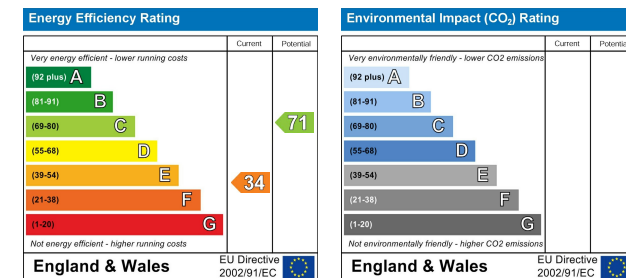 Energy Efficiency Rating
Current Potential
Very energy efficient - lower running costs
(92 plus) A
(81-91) B
(69-80) C
71
(55-68) D
(39-54) E
34
(21-38) F
(1-20) G
Not energy efficient - higher running costs
England & Wales
EU Directive
2002/91/EC
Environmental Impact (CO₂) Rating
Current Potential
Very environmentally friendly - lower CO2 emissions
(92 plus) A
(81-91) B
(69-80) C
(55-68) D
(39-54) E
(21-38) F
(1-20) G
Not environmentally friendly - higher CO2 emissions
England & Wales
EU Directive
2002/91/EC